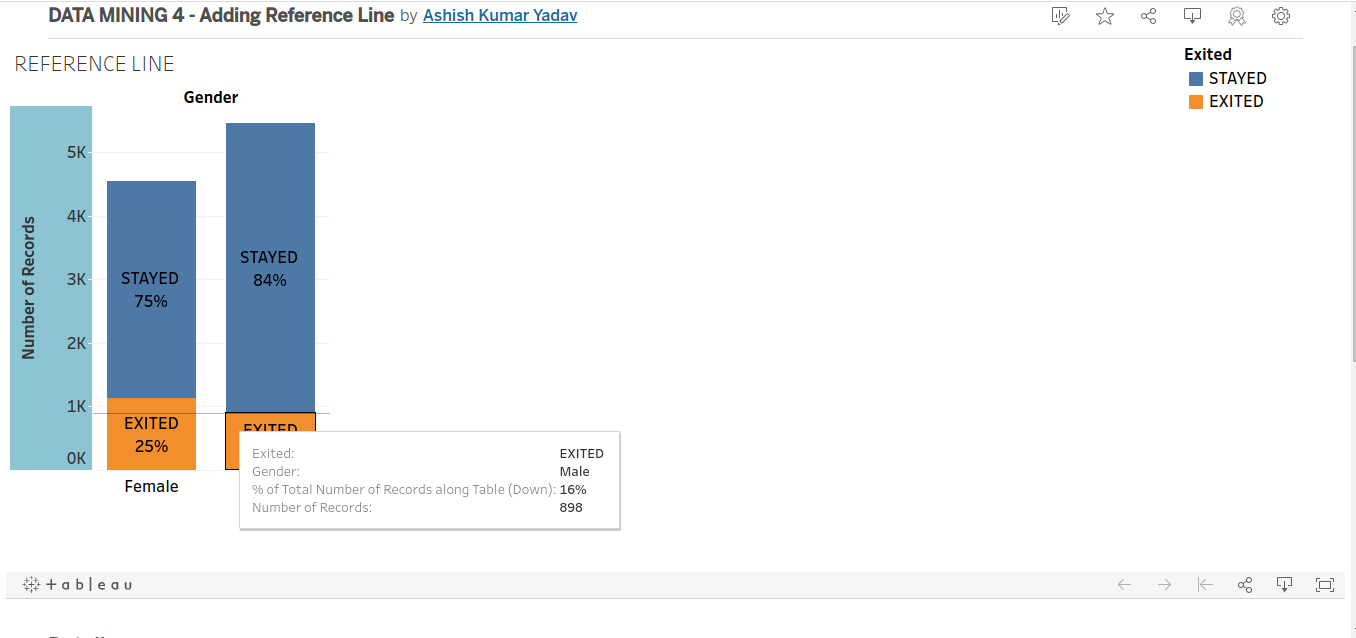 DATA MINING 4 - Adding Reference Line by Ashish Kumar Yadav
REFERENCE LINE
Exited
STAYED
EXITED
Gender
Number of Records
5K
4K
3K
2K
1K
0K
STAYED
75%
EXITED
25%
STAYED
84%
EXITED
Female
Exited: EXITED
Gender: Male
% of Total Number of Records along Table (Down): 16%
Number of Records: 898
+ableau